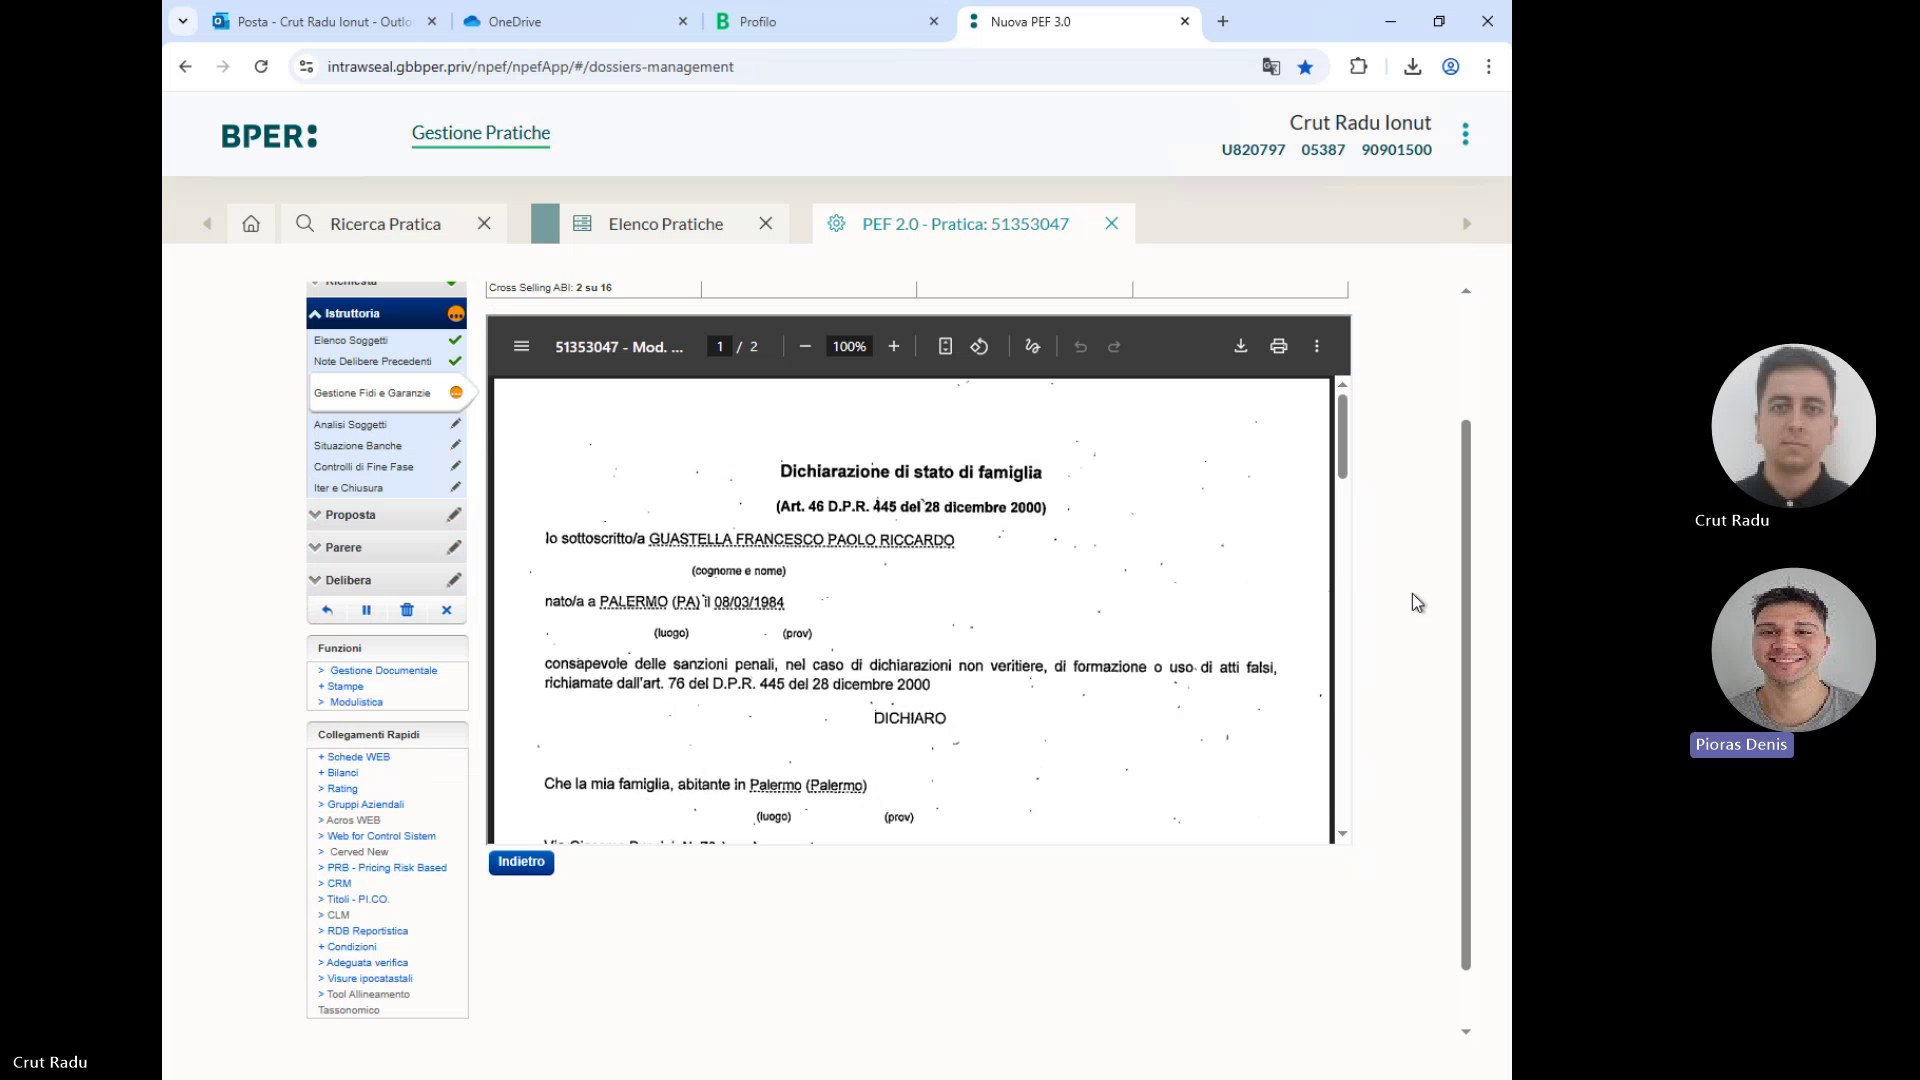 Posta - Crut Radu Ionut - Outlo
OneDrive
Profilo
Nuova PEF 3.0
intrawseal.gbbper.priv/npef/npefApp/#/dossiers-management
BPER:
Gestione Pratiche
Crut Radu Ionut
U820797 05387 90901500
Ricerca Pratica
Elenco Pratiche
PEF 2.0 - Pratica: 51353047
Richiesta
Istruttoria
Elenco Soggetti
Note Delibere Precedenti
Gestione Fidi e Garanzie
Analisi Soggetti
Situazione Banche
Controlli di Fine Fase
Iter e Chiusura
Proposta
Parere
Delibera
Funzioni
> Gestione Documentale
+ Stampe
> Modulistica
Collegamenti Rapidi
+ Schede WEB
+ Bilanci
> Rating
> Gruppi Aziendali
> Acros WEB
> Web for Control Sistem
> Cerved New
> PRB - Pricing Risk Based
> CRM
> Titoli - PI.CO.
> CLM
> RDB Reportistica
+ Condizioni
> Adeguata verifica
> Visure ipocatastali
> Tool Allineamento
Tassonomico
Cross Selling ABI: 2 su 16
51353047 - Mod. ...
1 / 2
100%
Dichiarazione di stato di famiglia
(Art. 46 D.P.R. 445 del 28 dicembre 2000)
Io sottoscritto/a GUASTELLA FRANCESCO PAOLO RICCARDO
(cognome e nome)
nato/a a PALERMO (PA) il 08/03/1984
(luogo) (prov)
consapevole delle sanzioni penali, nel caso di dichiarazioni non veritiere, di formazione o uso di atti falsi,
richiamate dall'art. 76 del D.P.R. 445 del 28 dicembre 2000
DICHIARO
Che la mia famiglia, abitante in Palermo (Palermo)
(luogo) (prov)
Indietro
Crut Radu
Pioras Denis
Crut Radu